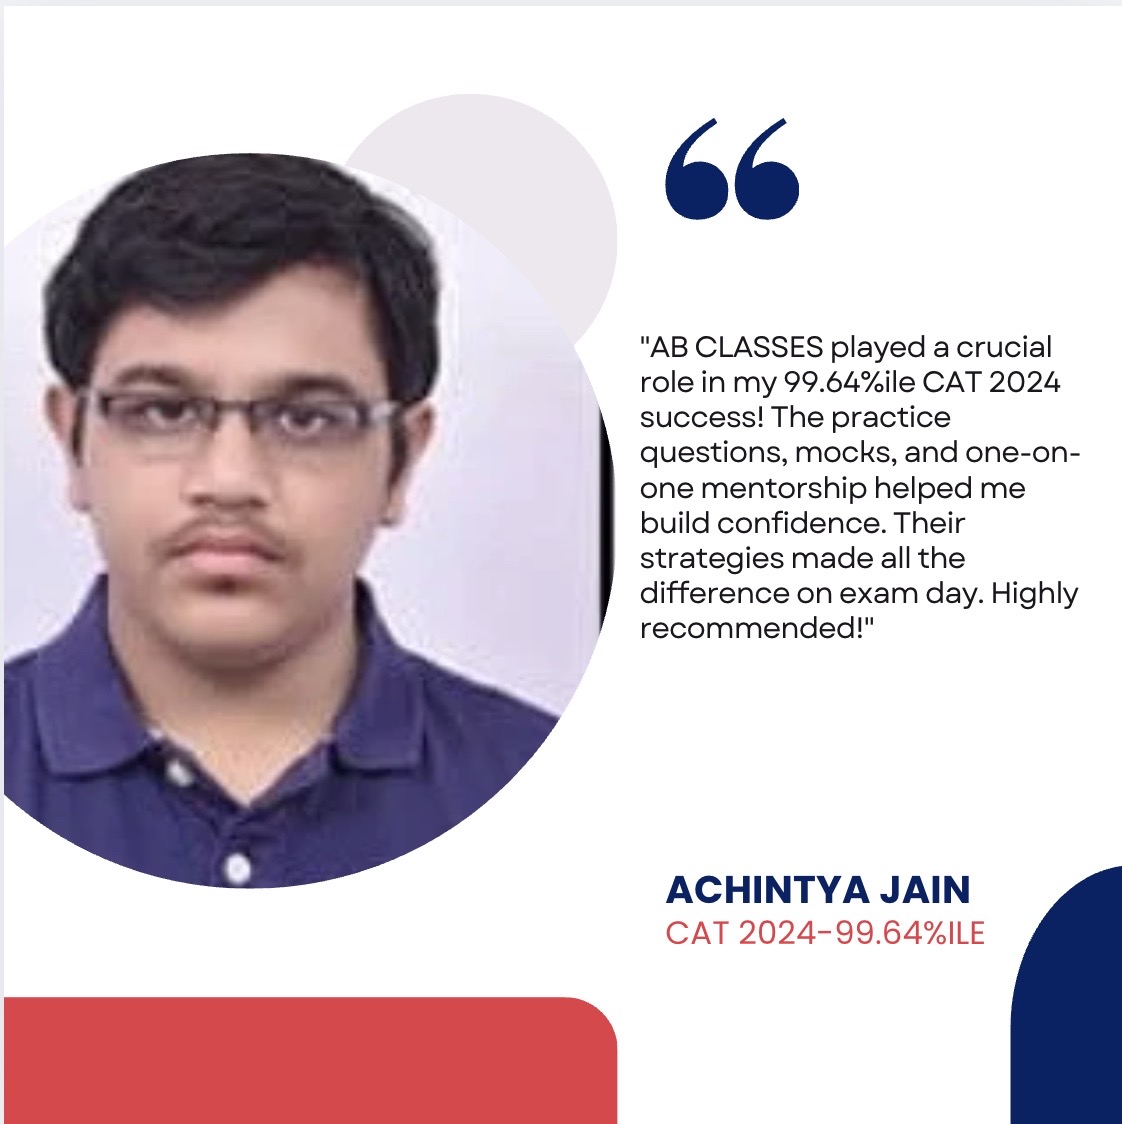 "AB CLASSES played a crucial
role in my 99.64%ile CAT 2024
success! The practice
questions, mocks, and one-on-
one mentorship helped me
build confidence. Their
strategies made all the
difference on exam day. Highly
recommended!"
ACHINTYA JAIN
CAT 2024-99.64%ILE